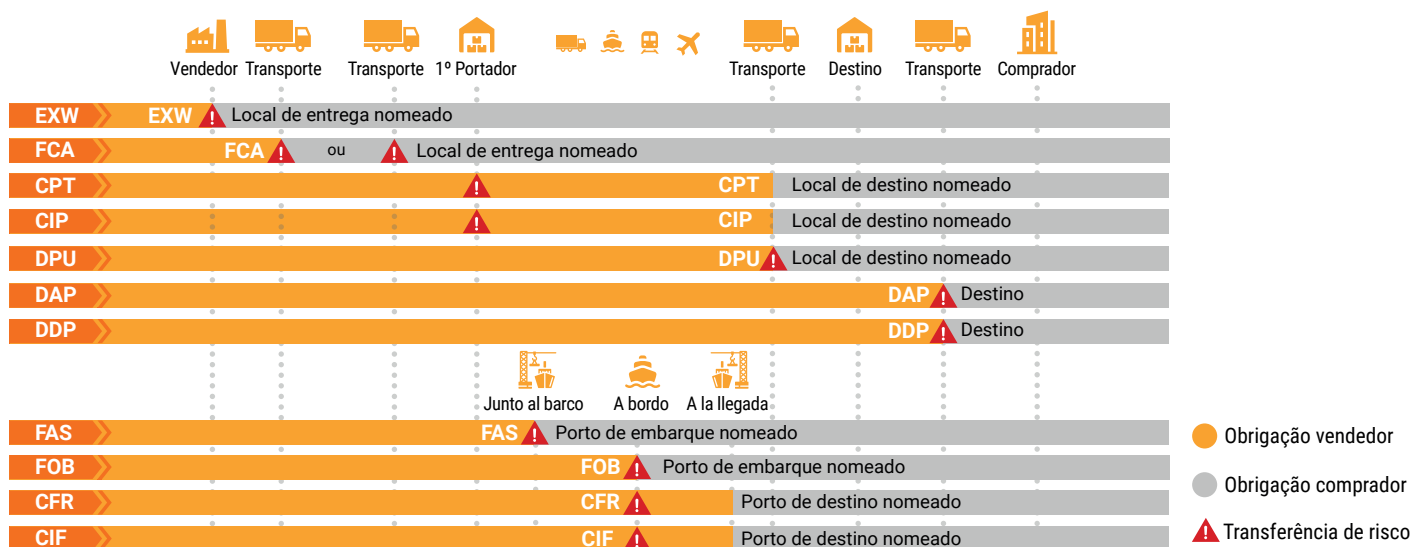 Vendedor Transporte Transporte 1º Portador Transporte Destino Transporte Comprador
EXW EXW Local de entrega nomeado
FCA FCA ou Local de entrega nomeado
CPT CPT Local de destino nomeado
CIP CIP Local de destino nomeado
DPU DPU Local de destino nomeado
DAP DAP Destino
DDP DDP Destino
Junto al barco A bordo A la llegada
FAS FAS Porto de embarque nomeado
FOB FOB Porto de embarque nomeado
CFR CFR Porto de destino nomeado
CIF CIF Porto de destino nomeado
Obrigação vendedor
Obrigação comprador
Transferência de risco